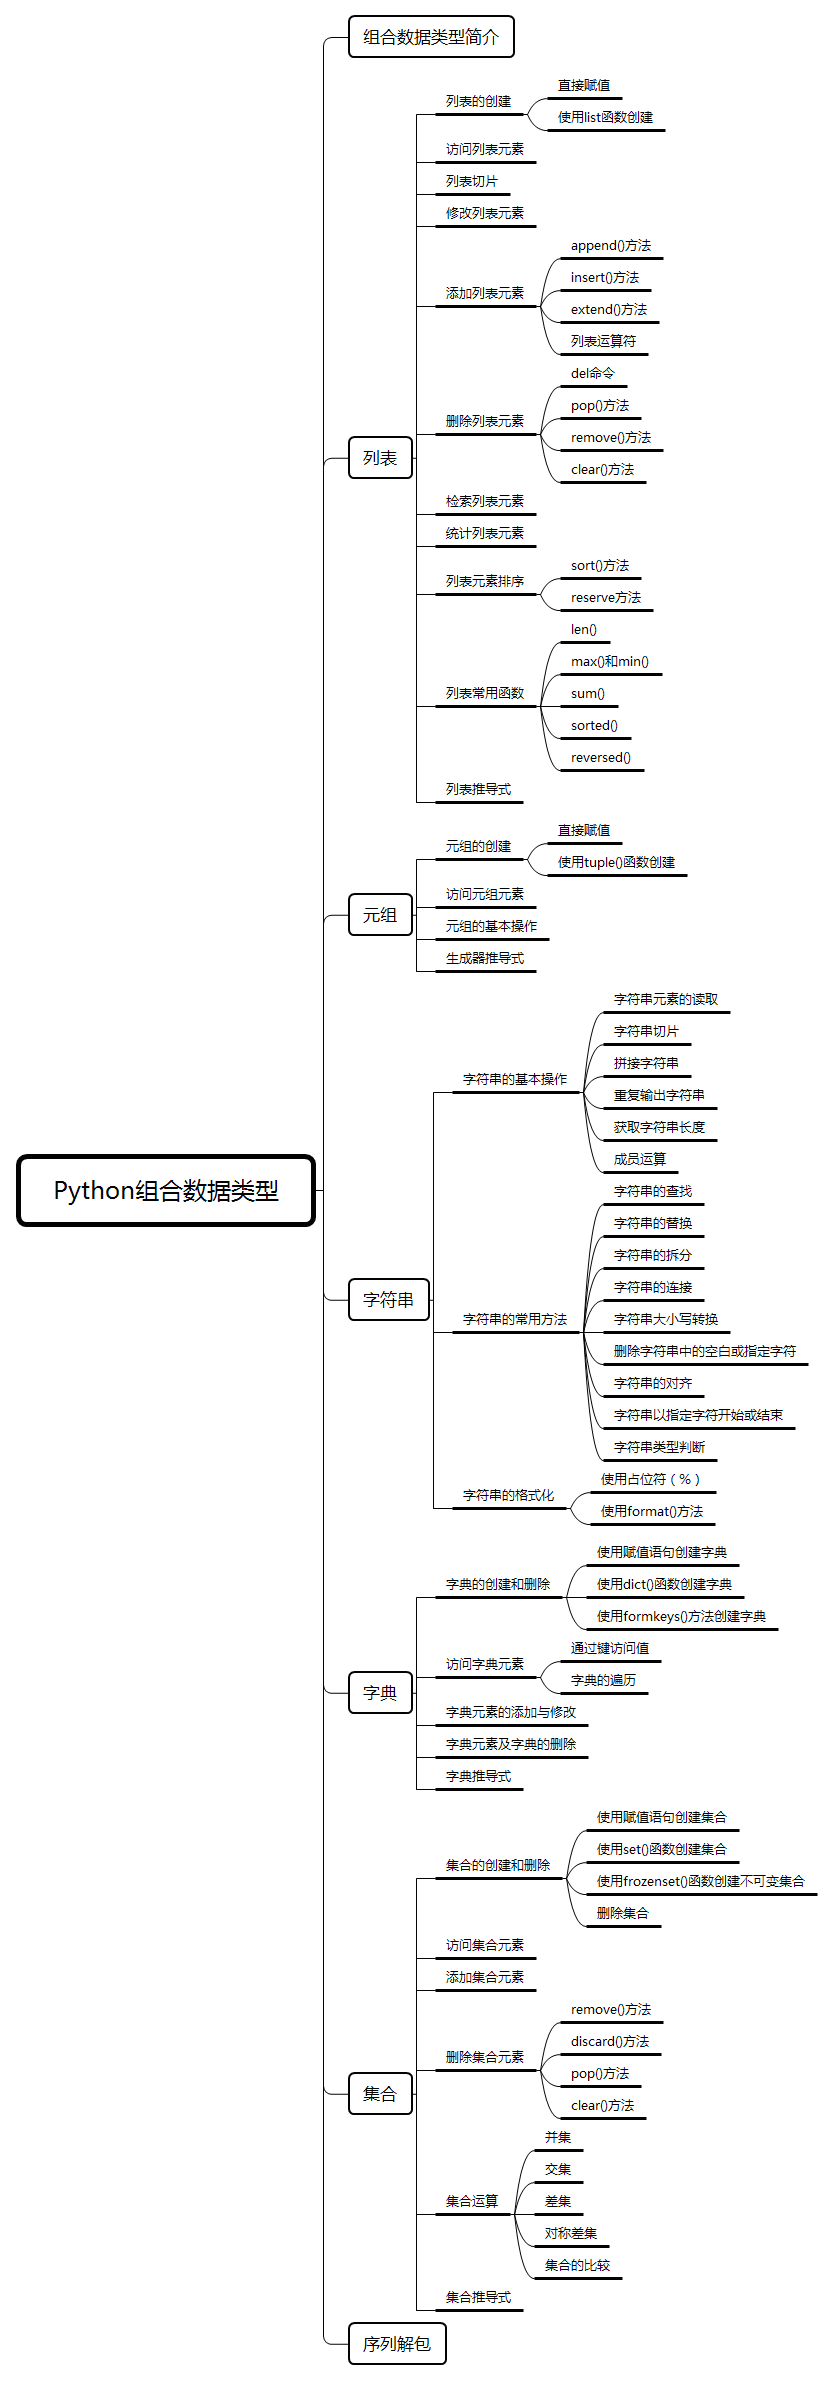 组合数据类型简介
直接赋值
列表的创建
使用list函数创建
访问列表元素
列表切片
修改列表元素
append()方法
insert()方法
添加列表元素
extend()方法
列表运算符
del命令
pop()方法
删除列表元素
remove()方法
列表
clear()方法
检索列表元素
统计列表元素
sort()方法
列表元素排序
reserve方法
len()
max()和min()
列表常用函数
sum()
sorted()
reversed()
列表推导式
直接赋值
元组的创建
使用tuple()函数创建
访问元组元素
元组
元组的基本操作
生成器推导式
字符串元素的读取
字符串切片
拼接字符串
字符串的基本操作
重复输出字符串
获取字符串长度
成员运算
Python组合数据类型
字符串的查找
字符串的替换
字符串的拆分
字符串的连接
字符串
字符串的常用方法
字符串大小写转换
删除字符串中的空白或指定字符
字符串的对齐
字符串以指定字符开始或结束
字符串类型判断
使用占位符（%）
字符串的格式化
使用format()方法
使用赋值语句创建字典
字典的创建和删除
使用dict()函数创建字典
使用formkeys()方法创建字典
通过键访问值
访问字典元素
字典的遍历
字典
字典元素的添加与修改
字典元素及字典的删除
字典推导式
使用赋值语句创建集合
使用set()函数创建集合
集合的创建和删除
使用frozenset()函数创建不可变集合
删除集合
访问集合元素
添加集合元素
remove()方法
discard()方法
删除集合元素
pop()方法
集合
clear()方法
并集
交集
集合运算
差集
对称差集
集合的比较
集合推导式
序列解包